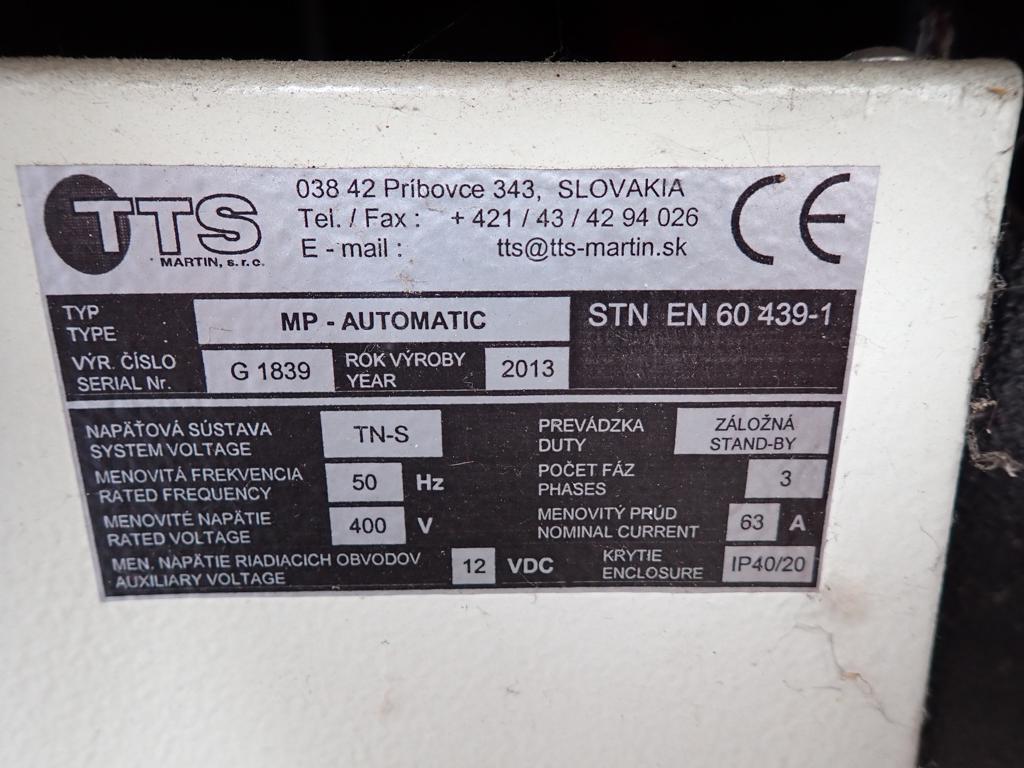 TTS
MARTIN, s.r.o.
038 42 Príbovce 343, SLOVAKIA
Tel. / Fax : + 421 / 43 / 42 94 026
E - mail : tts@tts-martin.sk
CE
TYP
TYPE
MP - AUTOMATIC
STN EN 60 439-1
VÝR. ČÍSLO
SERIAL Nr.
G 1839
ROK VÝROBY
YEAR
2013
NAPÄŤOVÁ SÚSTAVA
SYSTEM VOLTAGE
TN-S
PREVÁDZKA
DUTY
ZÁLOŽNÁ
STAND-BY
MENOVITÁ FREKVENCIA
RATED FREQUENCY
50 Hz
POČET FÁZ
PHASES
3
MENOVITÉ NAPÄTIE
RATED VOLTAGE
400 V
MENOVITÝ PRÚD
NOMINAL CURRENT
63 A
MEN. NAPÄTIE RIADIACICH OBVODOV
AUXILIARY VOLTAGE
12 VDC
KRYTIE
ENCLOSURE
IP40/20